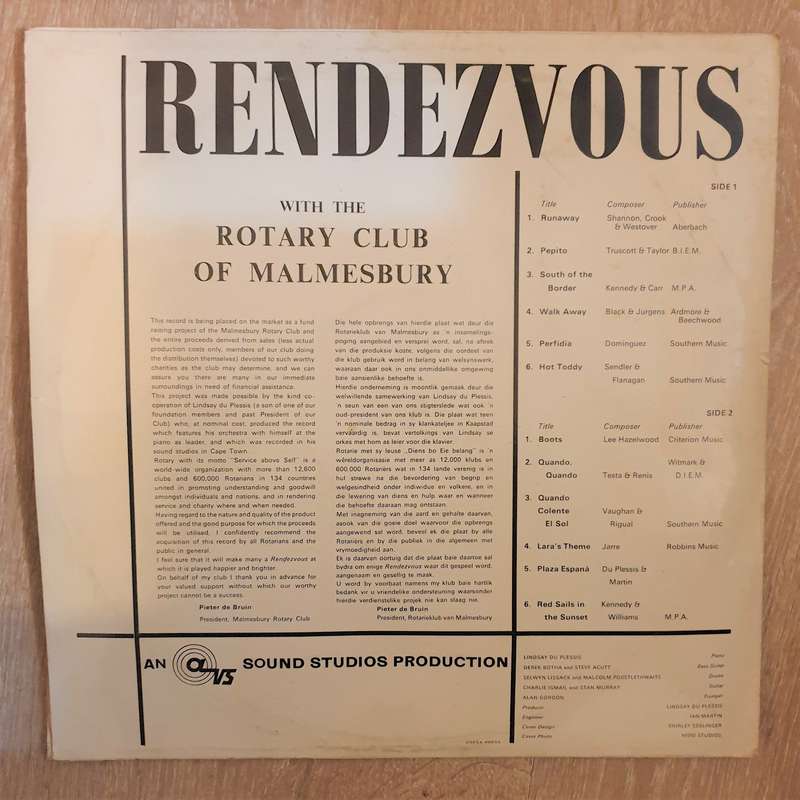 RENDEZVOUS
WITH THE
ROTARY CLUB
OF MALMESBURY
This record is being placed on the market as a fund
raising project of the Malmesbury Rotary Club and
the entire proceeds derived from sales (less actual
production costs only, members of our club doing
the distribution themselves) devoted to such worthy
charities as the club may determine, and we can
assure you there are many in our immediate
surroundings in need of financial assistance.
This project was made possible by the kind co-
operation of Lindsay du Plessis (a son of one of our
foundation members and past President of our
Club) who, at nominal cost, produced the record
which features his orchestra with himself at the
piano as leader, and which was recorded in his
sound studios in Cape Town.
Rotary with its motto "Service above Self" is a
world-wide organization with more than 12,600
clubs and 600,000 Rotarians in 134 countries
united in promoting understanding and goodwill
amongst individuals and nations, and in rendering
service and charity where and when needed.
Having regard to the nature and quality of the product
offered and the good purpose for which the proceeds
will be utilised, I confidently recommend the
acquisition of this record by all Rotarians and the
public in general.
I feel sure that it will make many a Rendezvous at
which it is played happier and brighter.
On behalf of my club I thank you in advance for
your valued support without which our worthy
project cannot be a success.
Pieter de Bruin
President, Malmesbury Rotary Club
Die hele opbrengs van hierdie plaat wat deur die
Rotarieklub van Malmesbury as 'n insamelings-
poging aangebied en versprei word, sal, na aftrek
van die produksie koste, volgens die oordeel van
die klub gebruik word in belang van welsynswerk,
waaraan daar ook in ons onmiddellike omgewing
baie aansienlike behoefte is.
Hierdie onderneming is moontlik gemaak deur die
welwillende samewerking van Lindsay du Plessis,
'n seun van een van ons stigterslede wat ook 'n
oud-president van ons klub is. Die plaat wat teen
'n nominale bedrag in sy klankateljee in Kaapstad
vervaardig is, bevat vertolkings van Lindsay se
orkes met hom as leier voor die klavier.
Rotarie met sy leuse „Diens bo Eie belang" is 'n
wêreldorganisasie met meer as 12,000 klubs en
600,000 Rotariërs wat in 134 lande verenig is in
hul strewe na die bevordering van begrip en
welgesindheid onder individue en volkere, en in
die lewering van diens en hulp waar en wanneer
die behoefte daaraan mag ontstaan.
Met inagneming van die aard en gehalte daarvan,
asook van die goeie doel waarvoor die opbrengs
aangewend sal word, beveel ek die plaat by alle
Rotariërs en by die publiek in die algemeen met
vrymoedigheid aan.
Ek is daarvan oortuig dat die plaat baie daartoe sal
bydra om enige Rendezvous waar dit gespeel word,
aangenaam en gesellig te maak.
U word by voorbaat namens my klub baie hartlik
bedank vir u vriendelike ondersteuning waarsonder
hierdie verdienstelike projek nie kan slaag nie.
Pieter de Bruin
President, Rotarieklub van Malmesbury
SIDE 1
Title Composer Publisher
1. Runaway Shannon, Crook
& Westover Aberbach
2. Pepito Truscott & Taylor B.I.E.M.
3. South of the
Border Kennedy & Carr M.P.A.
4. Walk Away Black & Jurgens Ardmore &
Beechwood
5. Perfidia Dominguez Southern Music
6. Hot Toddy Sendler &
Flanagan Southern Music
SIDE 2
Title Composer Publisher
1. Boots Lee Hazelwood Criterion Music
2. Quando, Witmark &
Quando Testa & Renis D.I.E.M.
3. Quando
Colente Vaughan &
El Sol Rigual Southern Music
4. Lara's Theme Jarre Robbins Music
5. Plaza Espaná Du Plessis &
Martin
6. Red Sails in Kennedy &
the Sunset Williams M.P.A.
AN avs SOUND STUDIOS PRODUCTION
LINDSAY DU PLESSIS Piano
DEREK BOTHA and STEVE ACUTT Bass Guitar
SELWYN LISSACK and MALCOLM POSTLETHWAITE Drums
CHARLIE ISMAIL and STAN MURRAY Guitar
ALAN GORDON Trumpet
Producer LINDSAY DU PLESSIS
Engineer IAN MARTIN
Cover Design SHIRLEY
Cover Photo STUDIOS